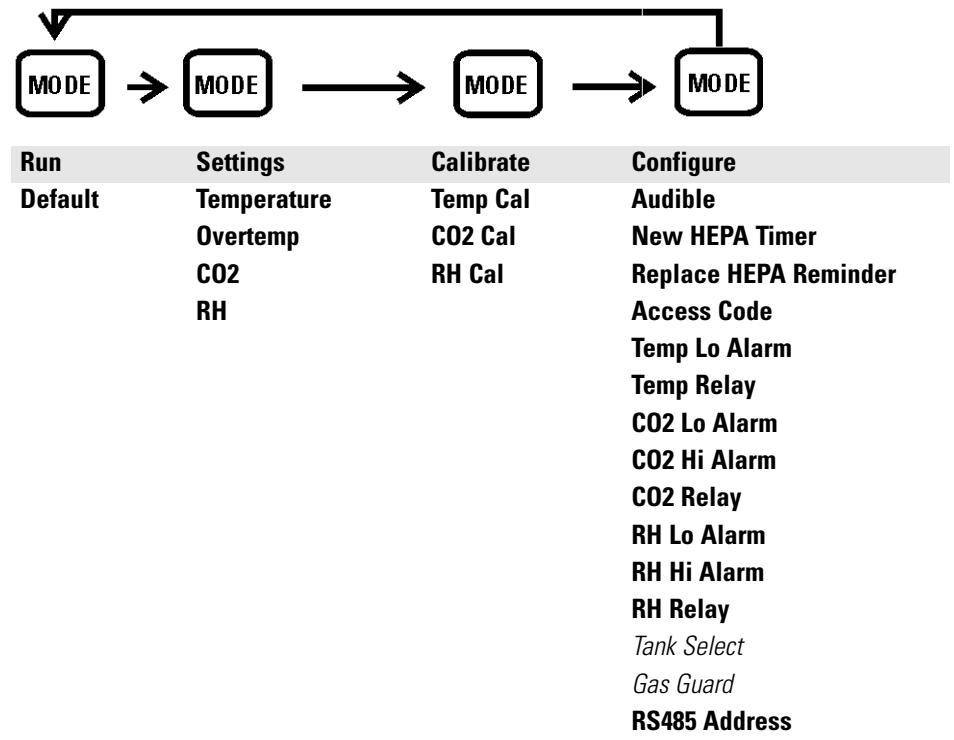 MODE MODE MODE MODE
Run Settings Calibrate Configure
Default Temperature Temp Cal Audible
Overtemp CO2 Cal New HEPA Timer
CO2 RH Cal Replace HEPA Reminder
RH Access Code
Temp Lo Alarm
Temp Relay
CO2 Lo Alarm
CO2 Hi Alarm
CO2 Relay
RH Lo Alarm
RH Hi Alarm
RH Relay
Tank Select
Gas Guard
RS485 Address